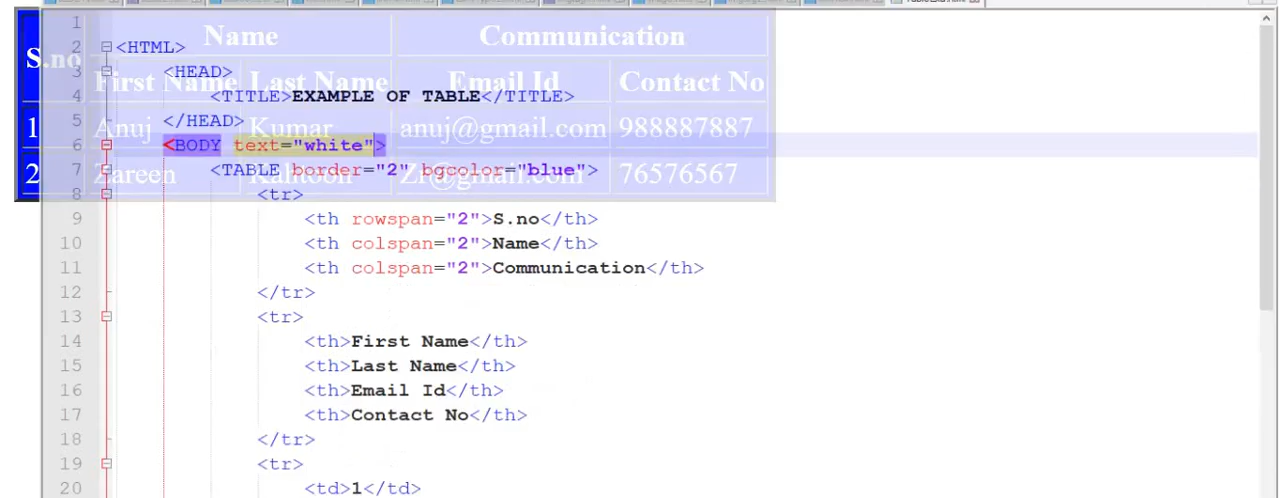 Name Communication
S.no
First Name Last Name Email Id Contact No
1 Anuj Kumar anuj@gmail.com 988887887
2 Zareen 76576567
1
2 <HTML>
3 <HEAD>
4 <TITLE>EXAMPLE OF TABLE</TITLE>
5 </HEAD>
6 <BODY text="white">
7 <TABLE border="2" bgcolor="blue">
8 <tr>
9 <th rowspan="2">S.no</th>
10 <th colspan="2">Name</th>
11 <th colspan="2">Communication</th>
12 </tr>
13 <tr>
14 <th>First Name</th>
15 <th>Last Name</th>
16 <th>Email Id</th>
17 <th>Contact No</th>
18 </tr>
19 <tr>
20 <td>1</td>